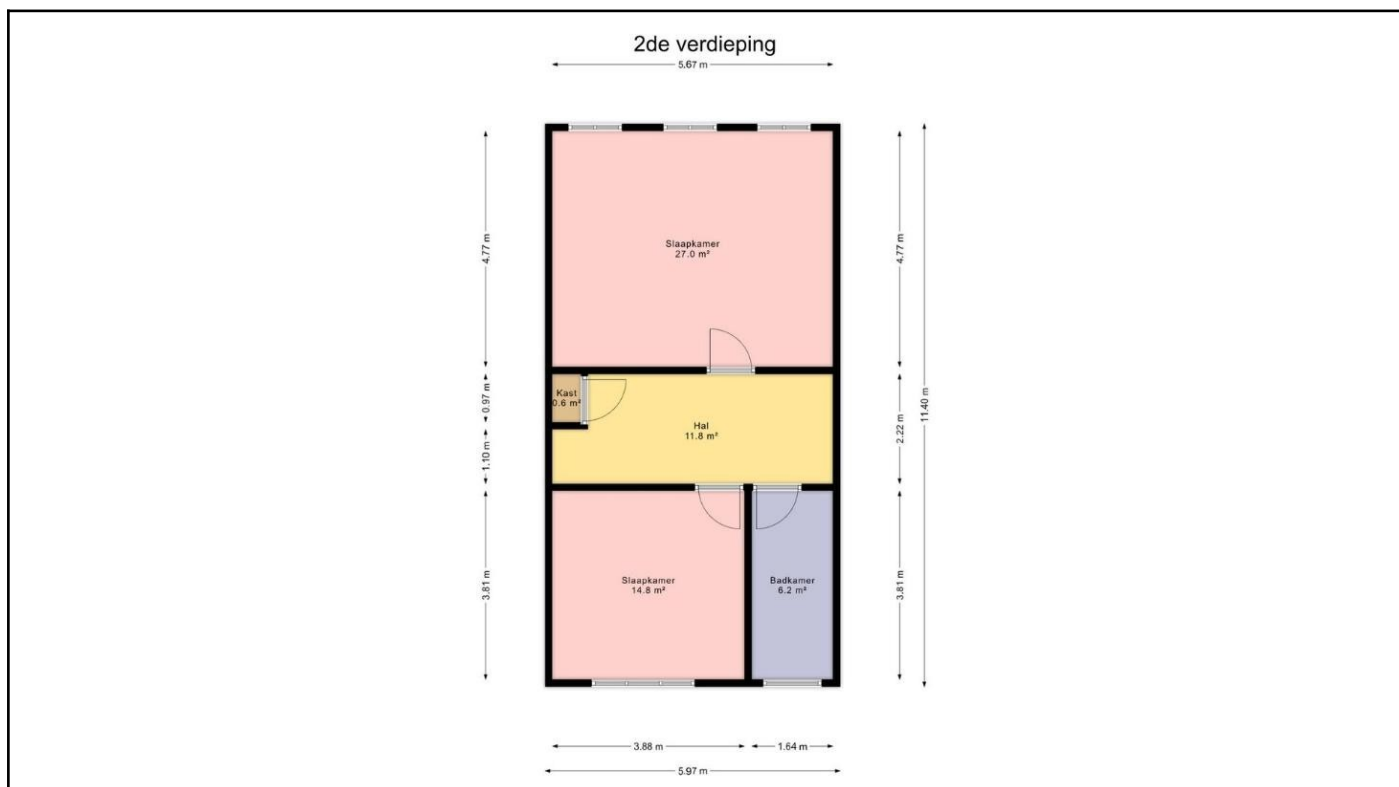 2de verdieping
5.67 m
Slaapkamer
27.0 m²
4.77 m
4.77 m
Kast
0.6 m²
0.97 m
1.10 m
Hal
11.8 m²
2.22 m
11.40 m
Slaapkamer
14.8 m²
Badkamer
6.2 m²
3.81 m
3.81 m
3.88 m
1.64 m
5.97 m